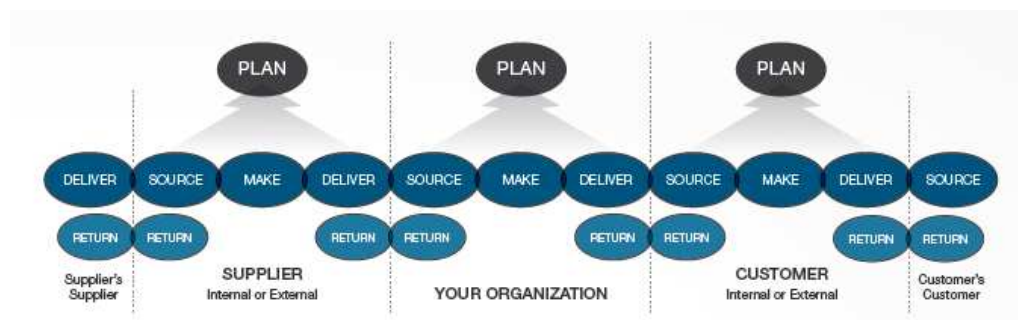 PLAN PLAN PLAN
DELIVER SOURCE MAKE DELIVER SOURCE MAKE DELIVER SOURCE MAKE DELIVER SOURCE
RETURN RETURN RETURN RETURN RETURN RETURN RETURN RETURN
Supplier's
Supplier
SUPPLIER
Internal or External
YOUR ORGANIZATION
CUSTOMER
Internal or External
Customer's
Customer